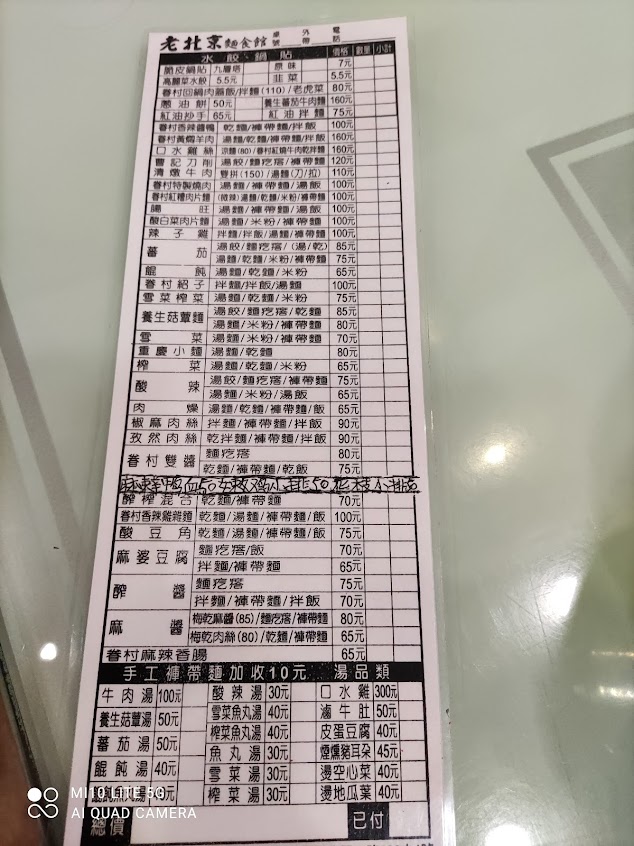 老北京麵食館 桌號 外帶 電話
水餃鍋貼 價格 數量 小計
脆皮鍋貼 九層塔 原味 7元
高麗菜水餃 5.5元 韭菜 5.5元
眷村回鍋肉蓋飯/拌麵(110)/老虎菜 80元
蔥油餅 50元 養生蕃茄牛肉麵 160元
紅油抄手 65元 紅油拌麵 75元
眷村香辣醬鴨 乾麵/褲帶麵/拌飯 100元
眷村黃燜羊肉 湯麵/乾麵/褲帶麵/拌飯 160元
口水雞絲 涼麵(80)/眷村紅燒牛肉乾拌麵 160元
曹記刀削 湯餃/麵疙瘩/褲帶麵 120元
清燉牛肉 雙拼(150)/湯麵(刀/拉) 110元
眷村特製燒肉 湯麵/褲帶麵/湯飯 100元
眷村紅糟肉片麵 (微辣)湯麵/乾麵/米粉/褲帶麵 100元
腸旺 湯麵/褲帶麵/湯飯 100元
酸白菜肉片麵 湯麵/米粉/褲帶麵 100元
辣子雞 拌麵/拌飯/湯麵/褲帶麵 100元
蕃茄 湯餃/麵疙瘩/(湯/乾) 85元
湯麵/乾麵/米粉/褲帶麵 75元
餛飩 湯麵/乾麵/米粉 65元
眷村紹子 拌麵/拌飯/湯麵 100元
雪菜榨菜 湯麵/乾麵/米粉 75元
養生菇蕈麵 湯餃/麵疙瘩/乾麵 85元
湯麵/米粉/褲帶麵 80元
雪菜 湯麵/米粉/褲帶麵 70元
重慶小麵 湯麵/乾麵 80元
榨菜 湯麵/乾麵/米粉 65元
酸辣 湯餃/麵疙瘩/褲帶麵 75元
湯麵/米粉/湯飯 65元
肉燥 湯麵/乾麵/褲帶麵/飯 65元
椒麻肉絲 拌麵/褲帶麵/拌飯 90元
孜然肉絲 乾拌麵/褲帶麵/飯 90元
眷村雙醬 麵疙瘩 80元
乾麵/褲帶麵/乾飯 75元
醡榨混合 乾麵/褲帶麵 70元
眷村香辣雞雜麵 乾麵/湯麵/褲帶麵/飯 100元
酸豆角 乾麵/湯麵/褲帶麵/飯 75元
麻婆豆腐 麵疙瘩/飯 70元
拌麵/褲帶麵 65元
醡醬 麵疙瘩 75元
拌麵/褲帶麵/拌飯 70元
麻醬 梅乾麻醬(85)/麵疙瘩/褲帶麵 80元
梅乾肉絲(80)/乾麵/褲帶麵 65元
眷村麻辣香腸 65元
手工褲帶麵加收10元 湯品類
牛肉湯 100元 酸辣湯 30元 口水雞 300元
養生菇蕈湯 50元 雪菜魚丸湯 40元 滷牛肚 50元
蕃茄湯 50元 榨菜魚丸湯 40元 皮蛋豆腐 40元
餛飩湯 40元 魚丸湯 30元 煙燻豬耳朵 45元
雪菜湯 30元 燙空心菜 40元
榨菜湯 30元 燙地瓜葉 40元
總價 已付
MI 10 LITE 5G
AI QUAD CAMERA